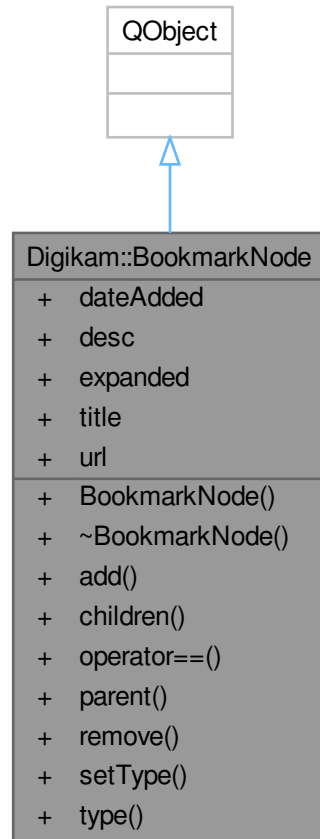 QObject
Digikam::BookmarkNode
+ dateAdded
+ desc
+ expanded
+ title
+ url
+ BookmarkNode()
+ ~BookmarkNode()
+ add()
+ children()
+ operator==()
+ parent()
+ remove()
+ setType()
+ type()